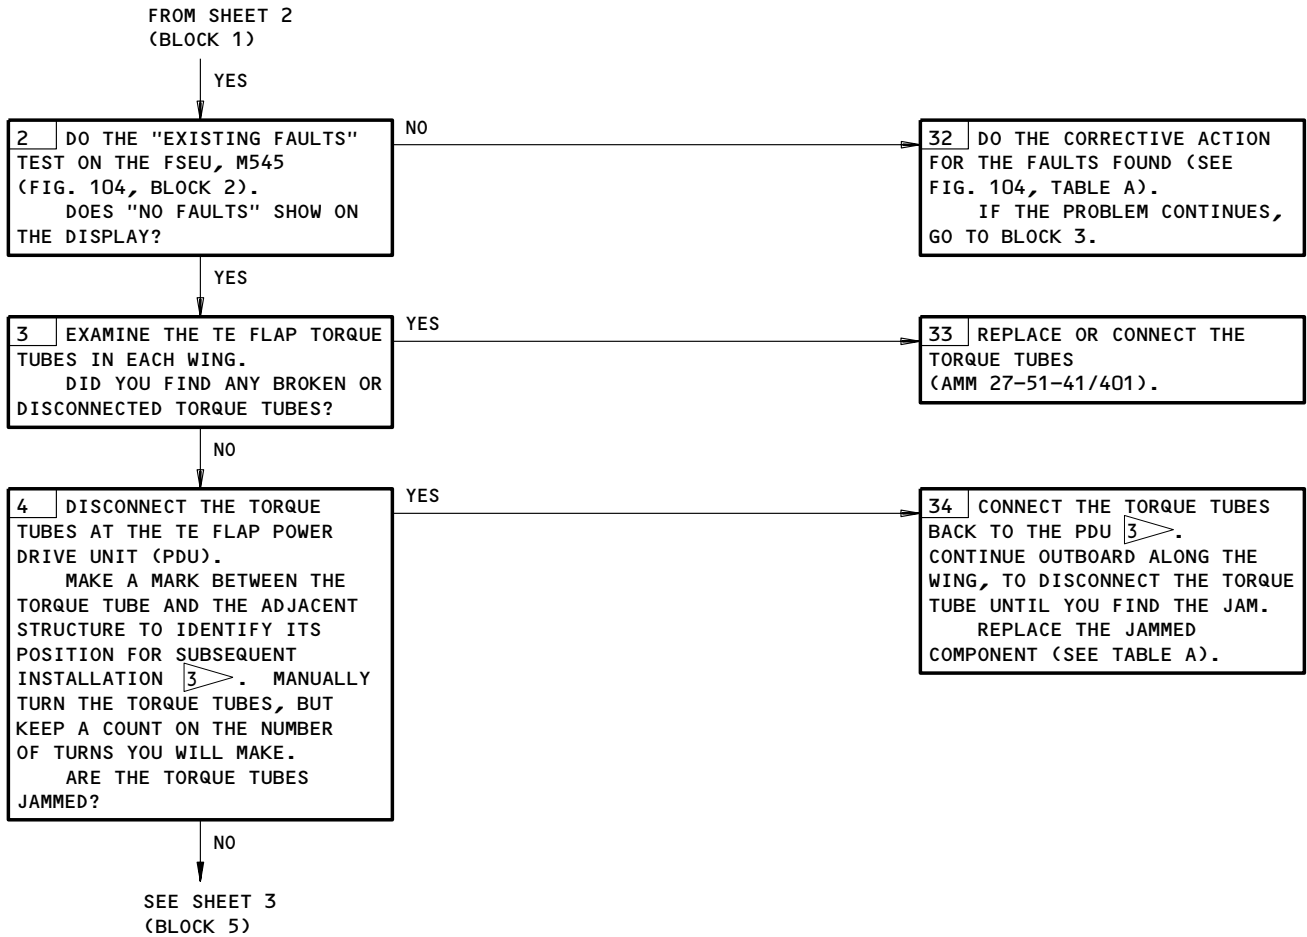 FROM SHEET 2
(BLOCK 1)
YES
2 DO THE "EXISTING FAULTS"
TEST ON THE FSEU, M545
(FIG. 104, BLOCK 2).
DOES "NO FAULTS" SHOW ON
THE DISPLAY?
NO
32 DO THE CORRECTIVE ACTION
FOR THE FAULTS FOUND (SEE
FIG. 104, TABLE A).
IF THE PROBLEM CONTINUES,
GO TO BLOCK 3.
YES
3 EXAMINE THE TE FLAP TORQUE
TUBES IN EACH WING.
DID YOU FIND ANY BROKEN OR
DISCONNECTED TORQUE TUBES?
YES
33 REPLACE OR CONNECT THE
TORQUE TUBES
(AMM 27-51-41/401).
NO
4 DISCONNECT THE TORQUE
TUBES AT THE TE FLAP POWER
DRIVE UNIT (PDU).
MAKE A MARK BETWEEN THE
TORQUE TUBE AND THE ADJACENT
STRUCTURE TO IDENTIFY ITS
POSITION FOR SUBSEQUENT
INSTALLATION 3 . MANUALLY
TURN THE TORQUE TUBES, BUT
KEEP A COUNT ON THE NUMBER
OF TURNS YOU WILL MAKE.
ARE THE TORQUE TUBES
JAMMED?
YES
34 CONNECT THE TORQUE TUBES
BACK TO THE PDU 3 .
CONTINUE OUTBOARD ALONG THE
WING, TO DISCONNECT THE TORQUE
TUBE UNTIL YOU FIND THE JAM.
REPLACE THE JAMMED
COMPONENT (SEE TABLE A).
NO
SEE SHEET 3
(BLOCK 5)